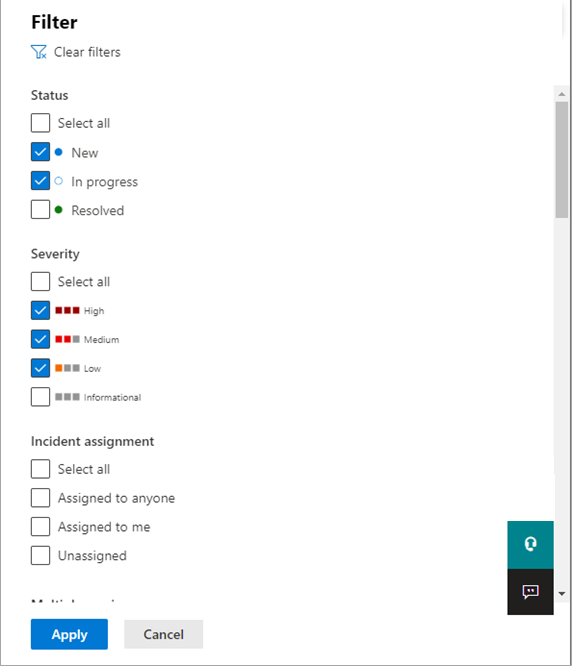 Filter
Clear filters
Status
Select all
New
In progress
Resolved
Severity
Select all
High
Medium
Low
Informational
Incident assignment
Select all
Assigned to anyone
Assigned to me
Unassigned
Apply
Cancel